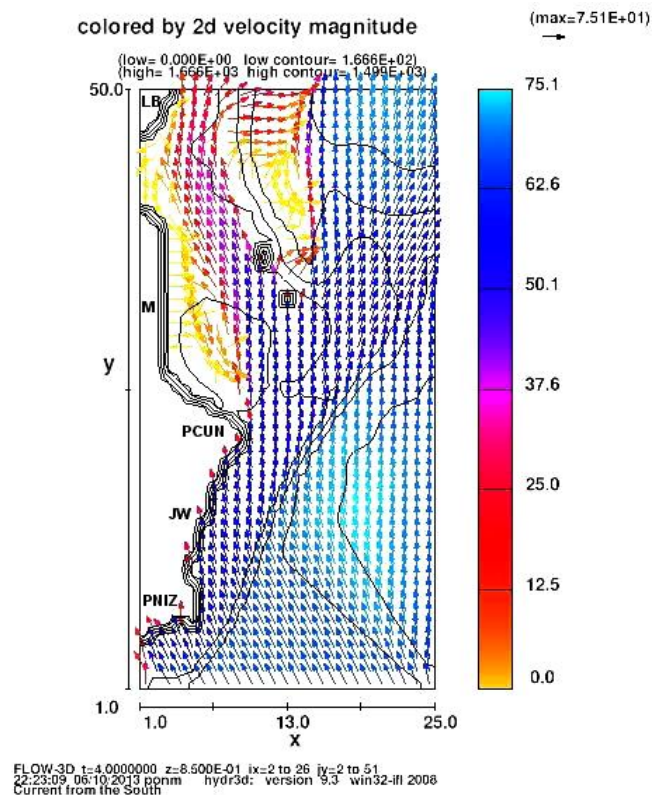 (max=7.51E+01)
colored by 2d velocity magnitude
(low= 0.000E+00 low contour= 1.666E+02)
(high= 1.666E+03 high contour= 1.499E+03)
50.0
LB
M
y
PCUN
JW
PNIZ
1.0
1.0 13.0 25.0
x
75.1
62.6
50.1
37.6
25.0
12.5
0.0
FLOW-3D t=4.0000000 z=8.500E-01 ix=2 to 26 jy=2 to 51
22:23:09 06/10/2013 ponm hydr3d: version 9.3 win32-ifl 2008
Current from the South